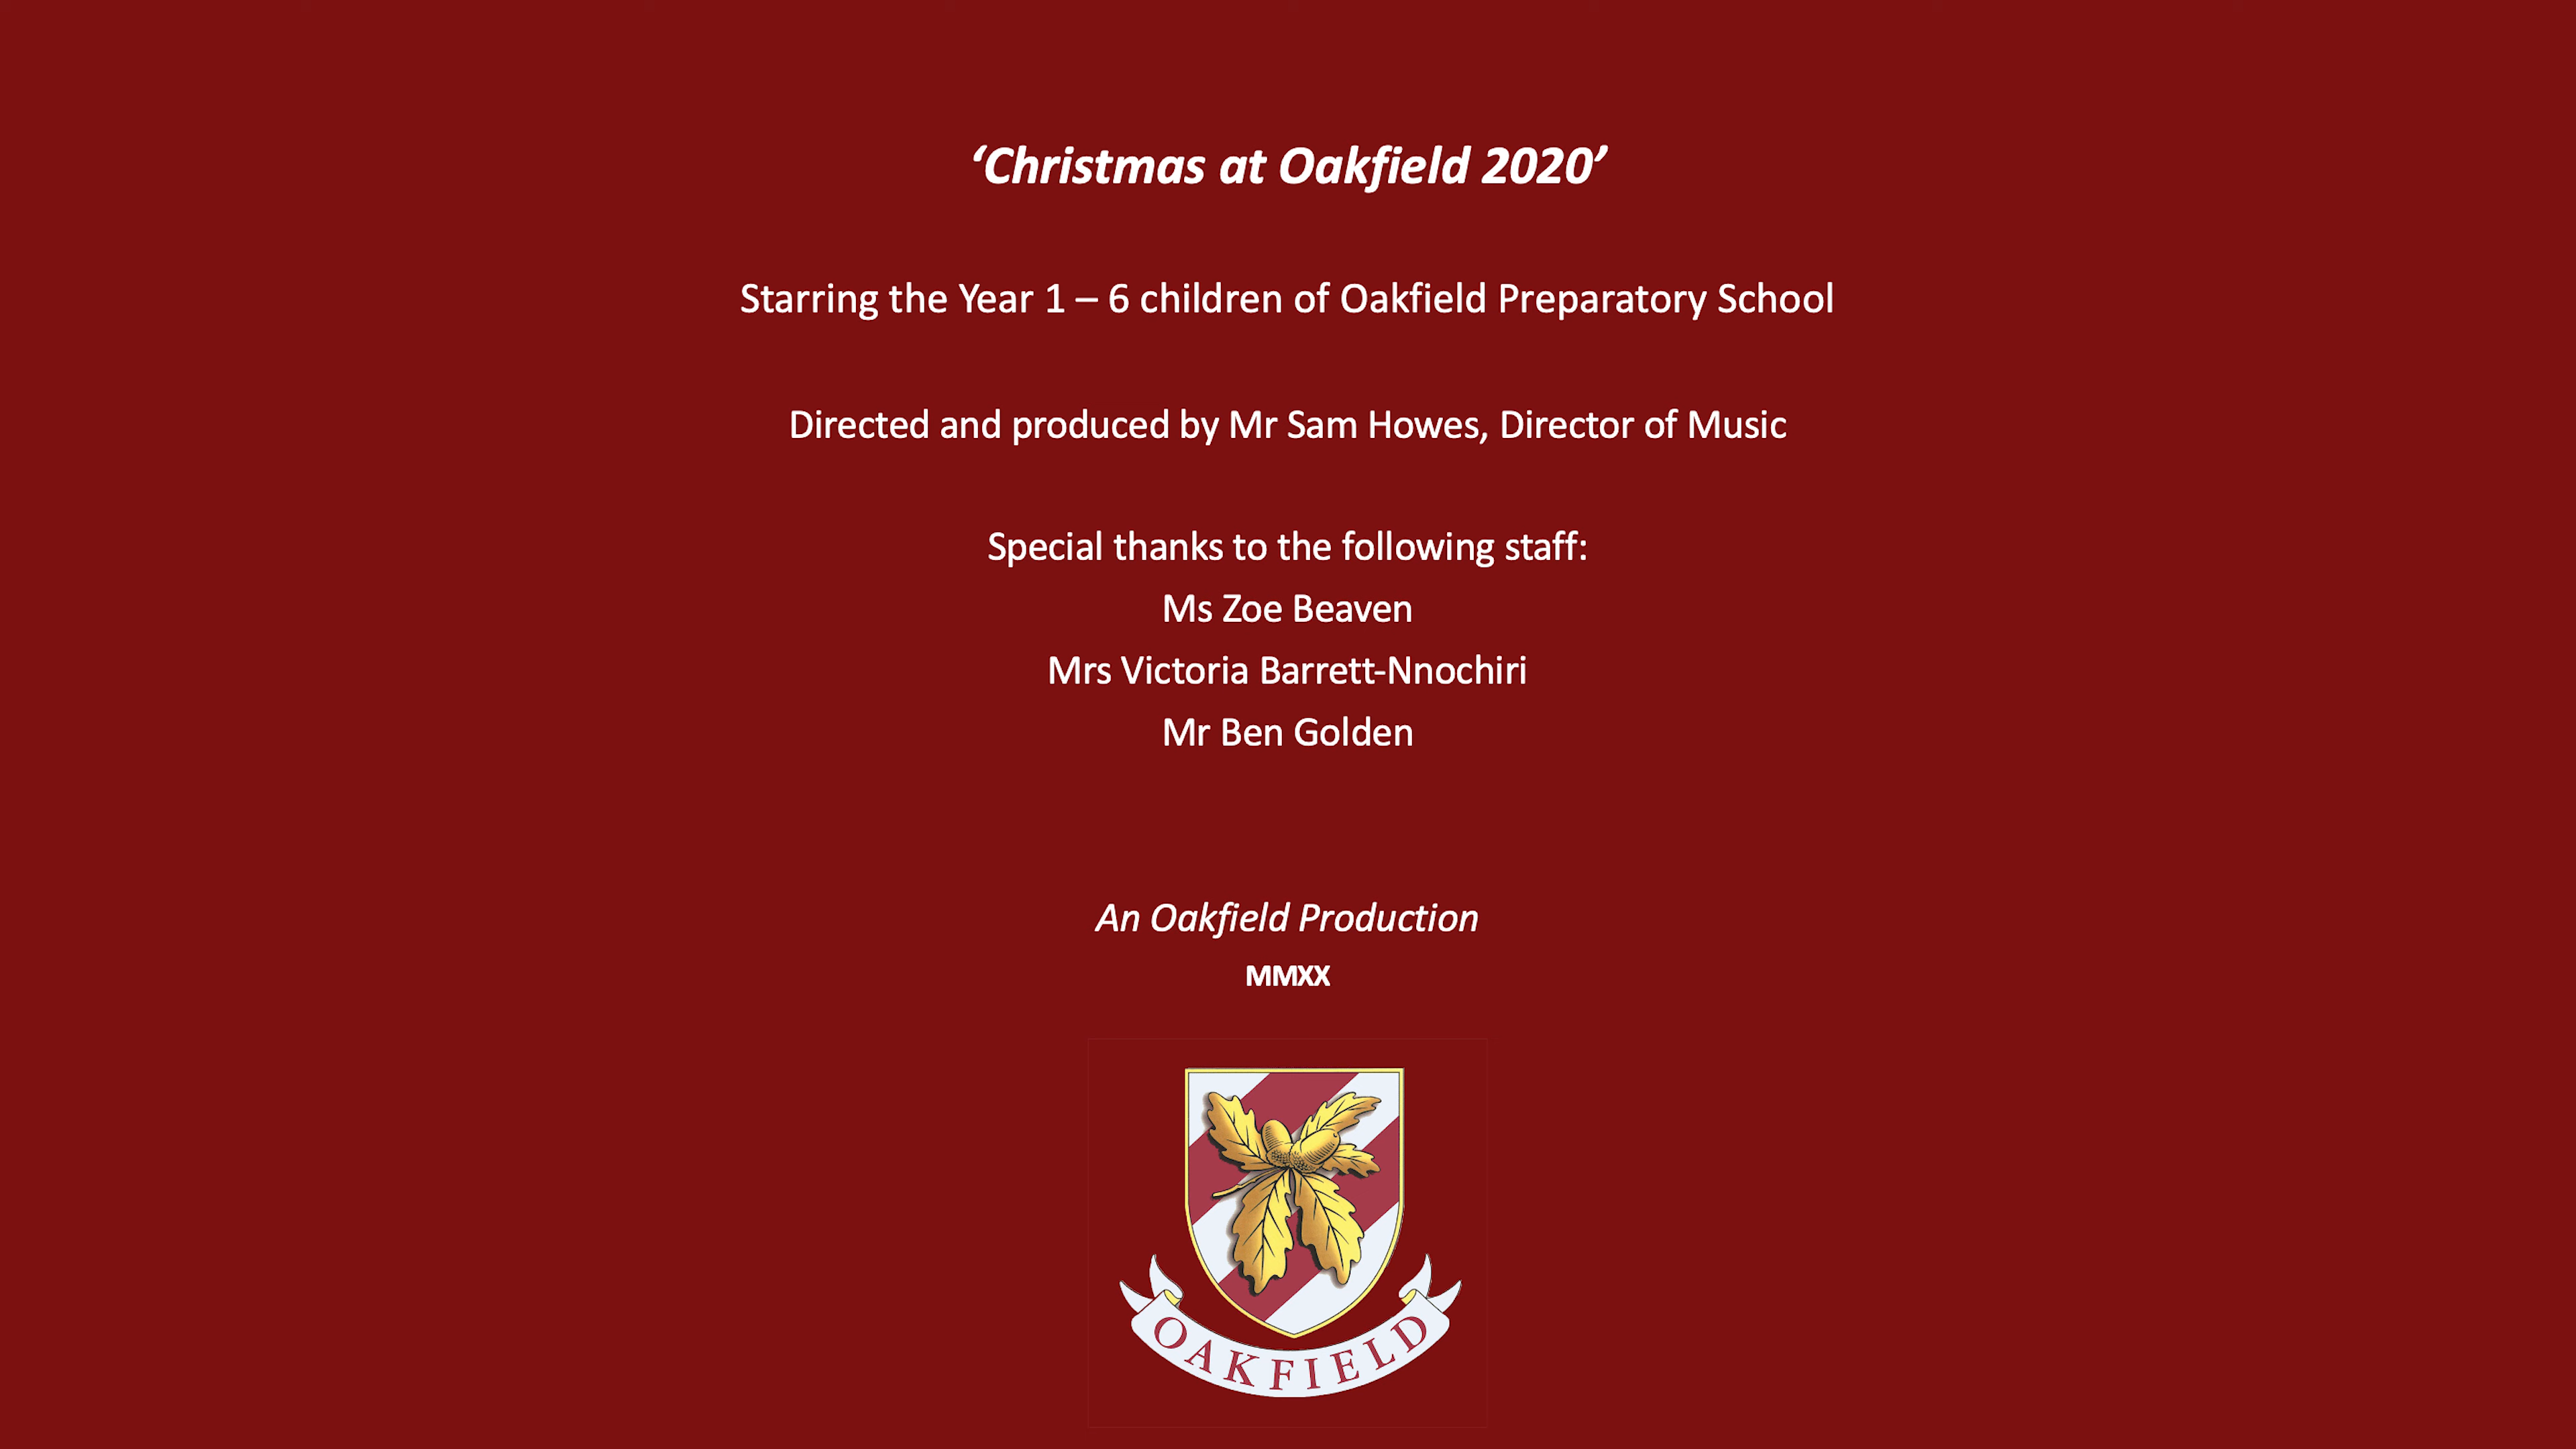 ‘Christmas at Oakfield 2020’
Starring the Year 1 – 6 children of Oakfield Preparatory School
Directed and produced by Mr Sam Howes, Director of Music
Special thanks to the following staff:
Ms Zoe Beaven
Mrs Victoria Barrett-Nnochiri
Mr Ben Golden
An Oakfield Production
MMXX
OAKFIELD